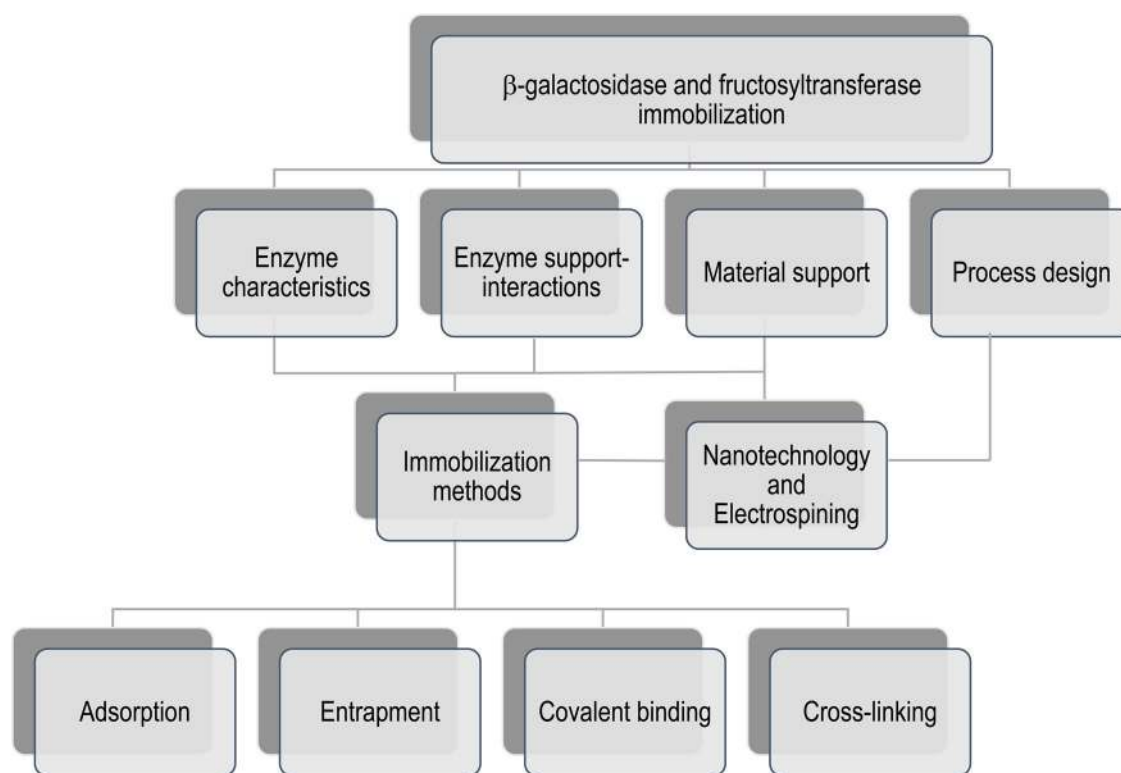 β-galactosidase and fructosyltransferase
immobilization
Enzyme
characteristics
Enzyme support-
interactions
Material support
Process design
Immobilization
methods
Nanotechnology
and
Electrospining
Adsorption
Entrapment
Covalent binding
Cross-linking